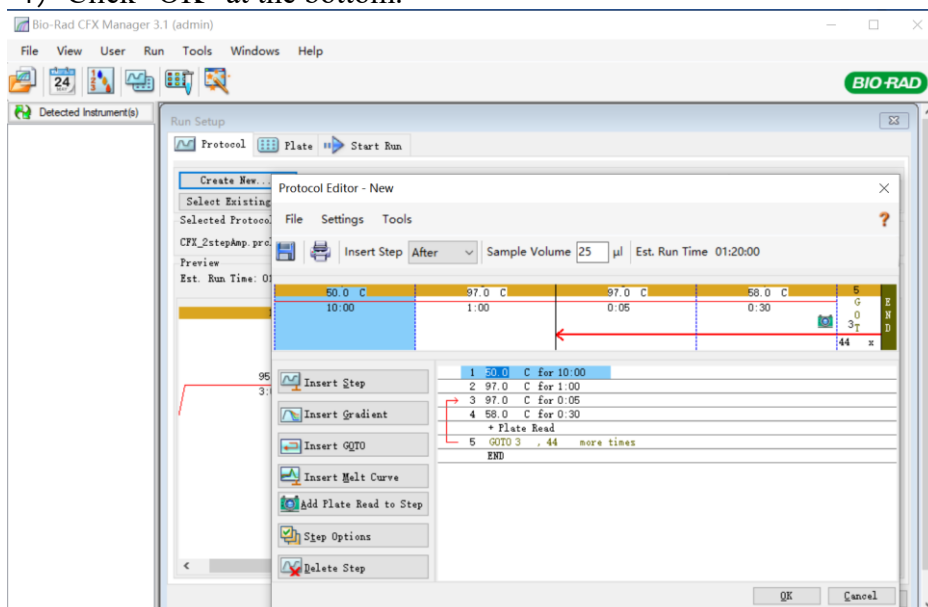 4) Click "OK" at the bottom.
Bio-Rad CFX Manager 3.1 (admin)
File View User Run Tools Windows Help
24
BIO-RAD
Detected Instrument(s)
Run Setup
Protocol Plate Start Run
Create New...
Select Existing
Selected Protocol
CFX_2stepAmp.prc
Preview
Est. Run Time: 01
95
3:
Protocol Editor - New
File Settings Tools
?
Insert Step After Sample Volume 25 µl Est. Run Time 01:20:00
50.0 C 97.0 C 97.0 C 58.0 C 5
10:00 1:00 0:05 0:30 GOTO 3 END
44 x
Insert Step
Insert Gradient
Insert GOTO
Insert Melt Curve
Add Plate Read to Step
Step Options
Delete Step
1 50.0 C for 10:00
2 97.0 C for 1:00
3 97.0 C for 0:05
4 58.0 C for 0:30
+ Plate Read
5 GOTO 3 , 44 more times
END
OK Cancel